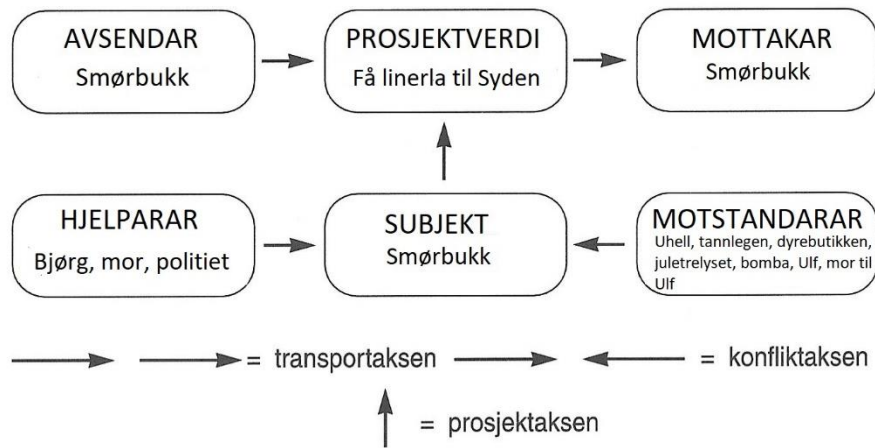 AVSENDAR
Smørbukk
PROSJEKTVERDI
Få linerla til Syden
MOTTAKAR
Smørbukk
HJELPARAR
Bjørg, mor, politiet
SUBJEKT
Smørbukk
MOTSTANDARAR
Uhell, tannlegen, dyrebutikken,
juletrelyset, bomba, Ulf, mor til
Ulf
= transportaksen
= konfliktaksen
= prosjektaksen